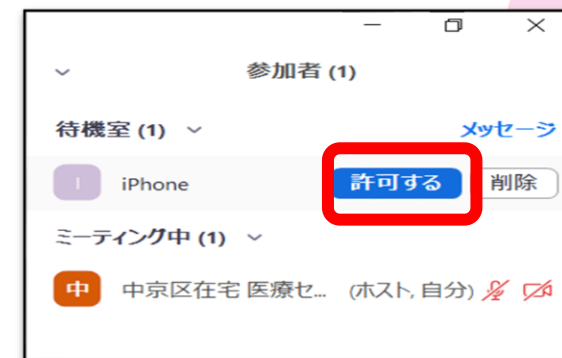 参加者 (1)
待機室 (1) メッセージ
I iPhone 許可する 削除
ミーティング中 (1)
中 中京区在宅 医療セ... (ホスト, 自分)